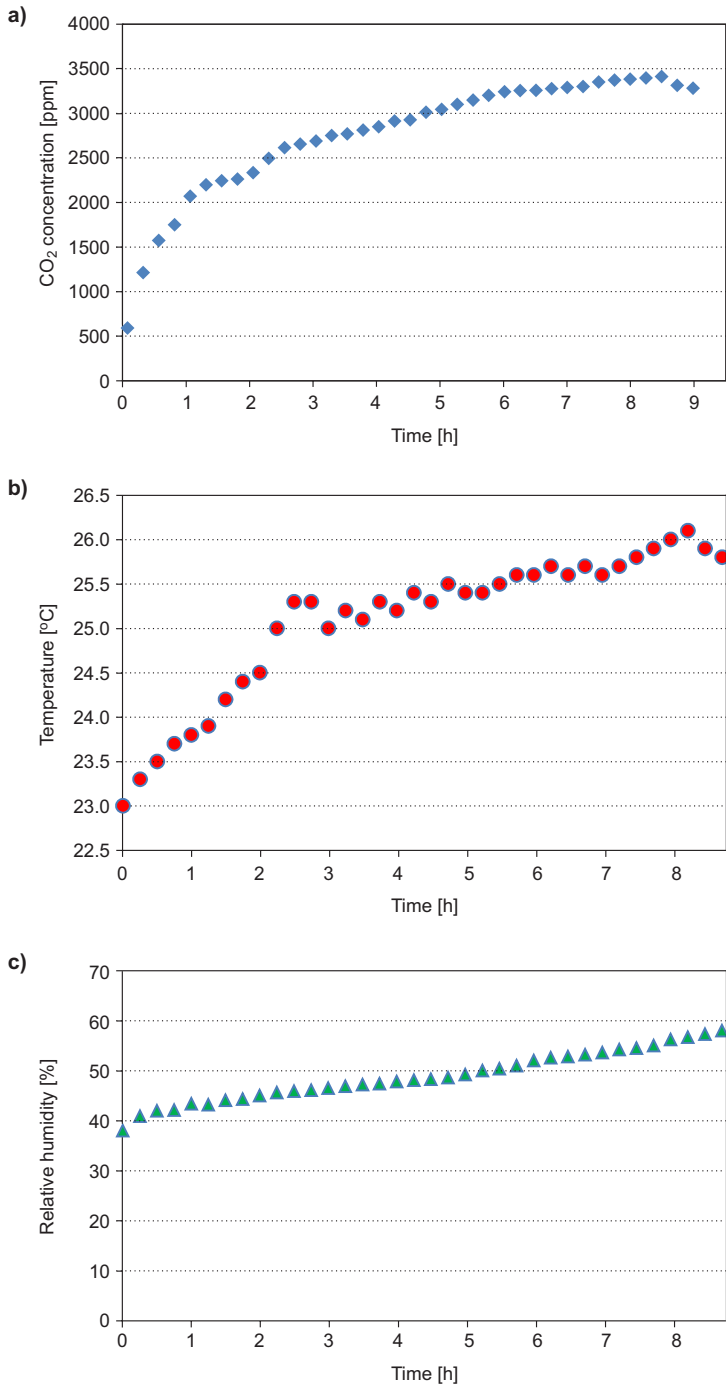 a)
4000
3500
3000
2500
2000
1500
1000
500
0
CO₂ concentration [ppm]
0 1 2 3 4 5 6 7 8 9
Time [h]
b)
26.5
26.0
25.5
25.0
24.5
24.0
23.5
23.0
22.5
Temperature [ºC]
0 1 2 3 4 5 6 7 8
Time [h]
c)
70
60
50
40
30
20
10
0
Relative humidity [%]
0 1 2 3 4 5 6 7 8
Time [h]